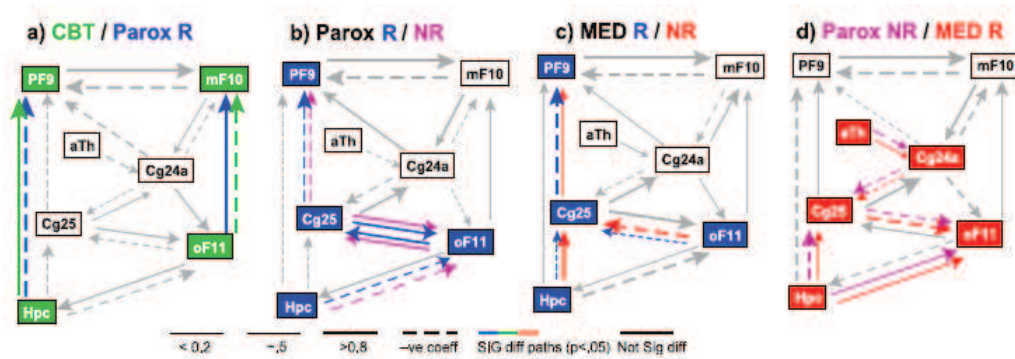 a) CBT / Parox R
b) Parox R / NR
c) MED R / NR
d) Parox NR / MED R
PF9
mF10
aTh
Cg24a
Cg25
oF11
Hpc
PF9
mF10
aTh
Cg24a
Cg25
oF11
Hpc
PF9
mF10
aTh
Cg24a
Cg25
oF11
Hpc
PF9
mF10
aTh
Cg24a
Cg25
oF11
Hpc
< 0,2
~,5
>0,8
–ve coeff
SIG diff paths (p<,05)
Not Sig diff